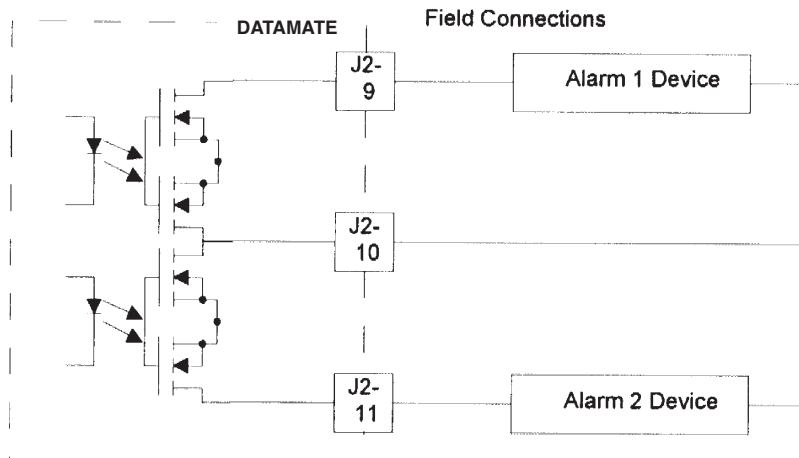 DATAMATE
Field Connections
J2-
9
Alarm 1 Device
J2-
10
J2-
11
Alarm 2 Device